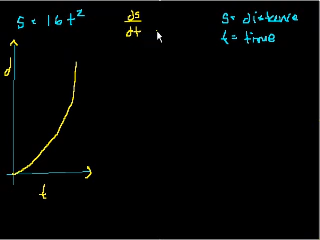 s = 16t²
ds/dt
s = distance
t = time
d
t